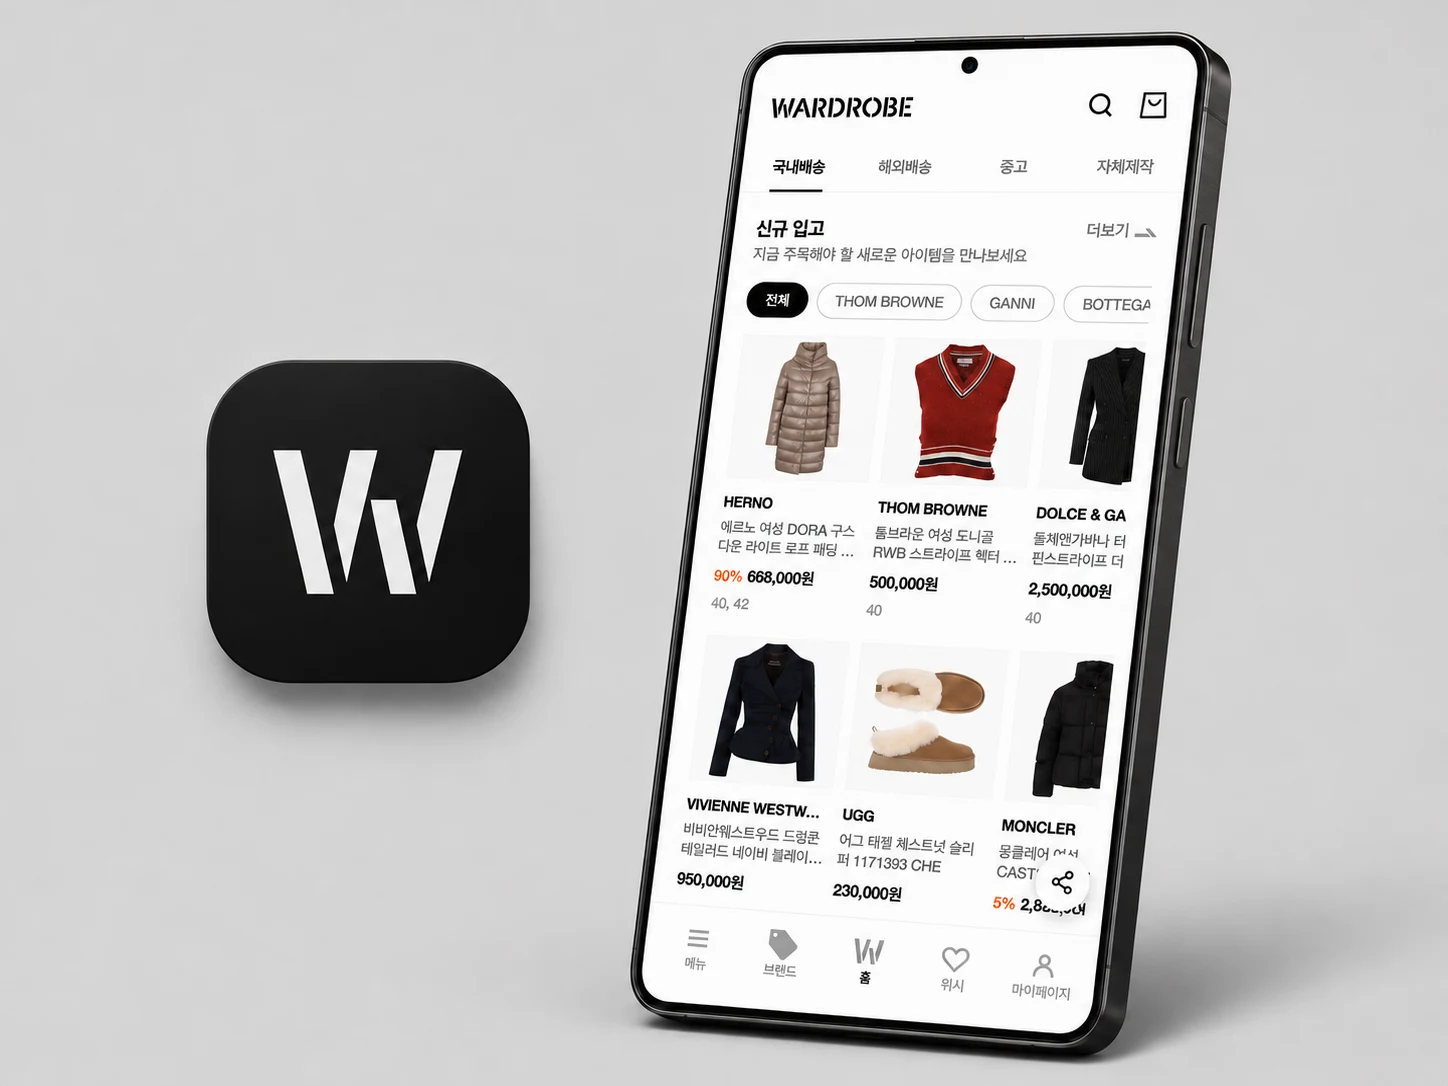 W
WARDROBE
국내배송 해외배송 중고 자체제작
신규 입고 더보기
지금 주목해야 할 새로운 아이템을 만나보세요
전체 THOM BROWNE GANNI BOTTEGA
HERNO
에르노 여성 DORA 구스
다운 라이트 로프 패딩 ...
90% 668,000원
40, 42
THOM BROWNE
톰브라운 여성 도니골
RWB 스트라이프 헥터 ...
500,000원
40
DOLCE & GA
돌체앤가바나 터
핀스트라이프 더
2,500,000원
40
VIVIENNE WESTW...
비비안웨스트우드 드렁큰
테일러드 네이비 블레이...
950,000원
UGG
어그 태젤 체스트넛 슬리
퍼 1171393 CHE
230,000원
MONCLER
몽클레어 여성
CAST
5%
메뉴 브랜드 홈 위시 마이페이지